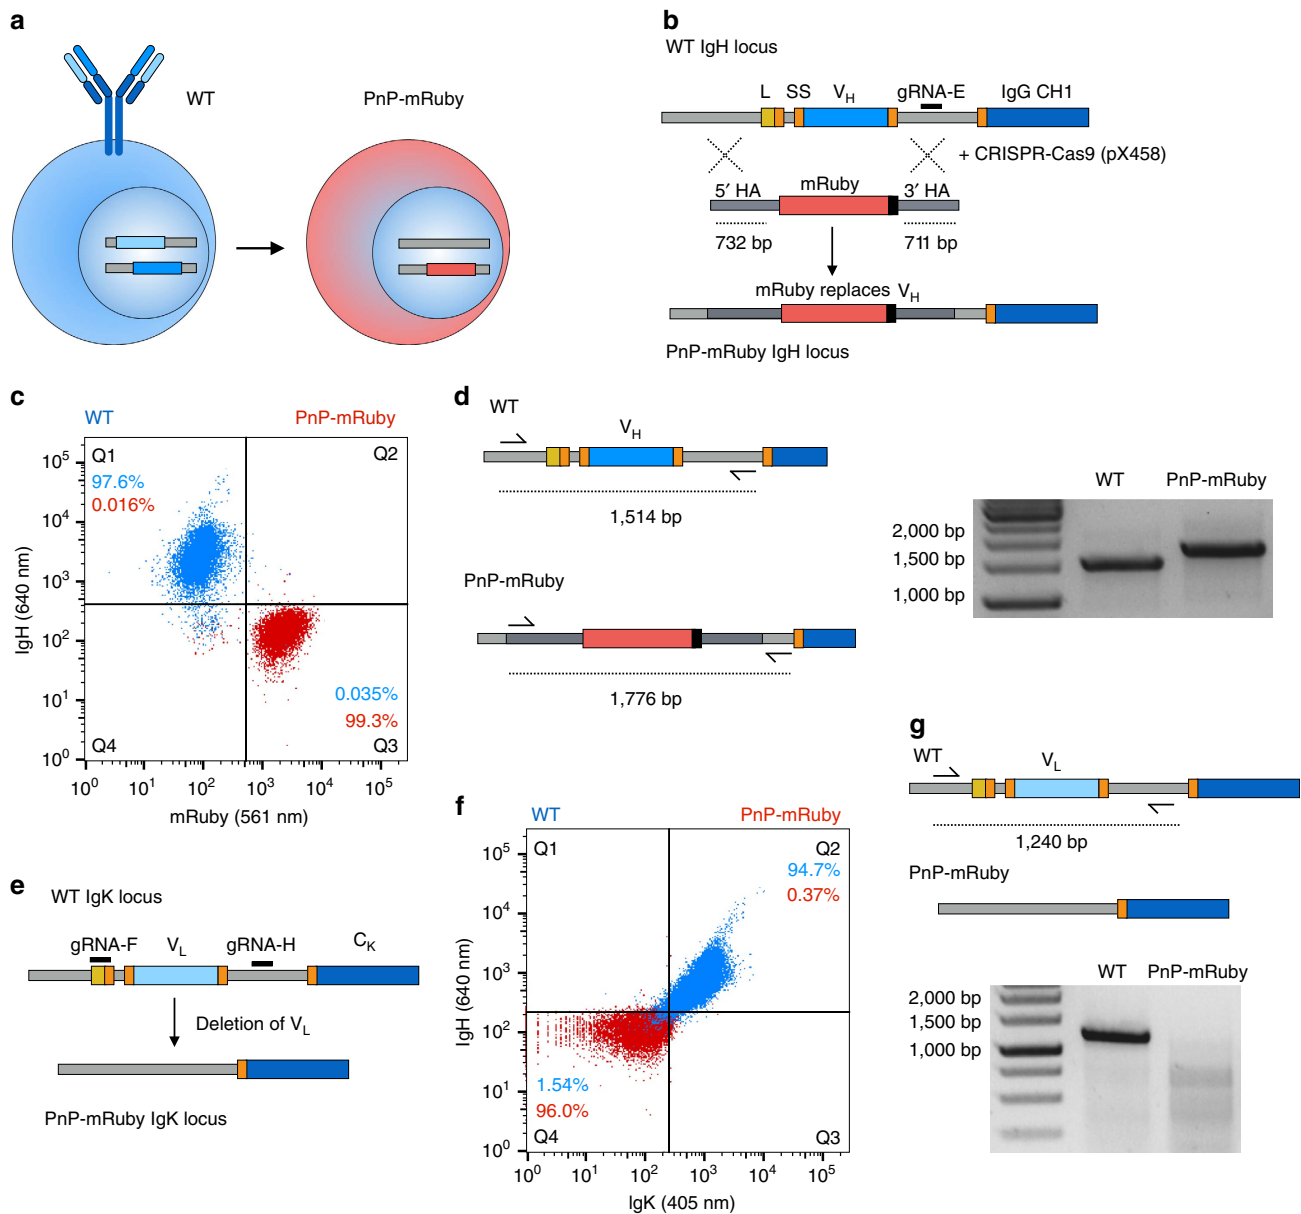 a
WT
PnP-mRuby
b
WT IgH locus
L SS VH gRNA-E IgG CH1
+ CRISPR-Cas9 (pX458)
5′ HA mRuby 3′ HA
732 bp 711 bp
mRuby replaces VH
PnP-mRuby IgH locus
c
WT PnP-mRuby
Q1 Q2
97.6%
0.016%
0.035%
99.3%
Q4 Q3
10^5
10^4
10^3
10^2
10^1
10^0
IgH (640 nm)
10^0 10^1 10^2 10^3 10^4 10^5
mRuby (561 nm)
d
WT
VH
1,514 bp
PnP-mRuby
1,776 bp
WT PnP-mRuby
2,000 bp
1,500 bp
1,000 bp
e
WT IgK locus
gRNA-F VL gRNA-H CK
Deletion of VL
PnP-mRuby IgK locus
f
WT PnP-mRuby
Q1 Q2
94.7%
0.37%
1.54%
96.0%
Q4 Q3
10^5
10^4
10^3
10^2
10^1
10^0
IgH (640 nm)
10^0 10^1 10^2 10^3 10^4 10^5
IgK (405 nm)
g
WT
VL
1,240 bp
PnP-mRuby
WT PnP-mRuby
2,000 bp
1,500 bp
1,000 bp